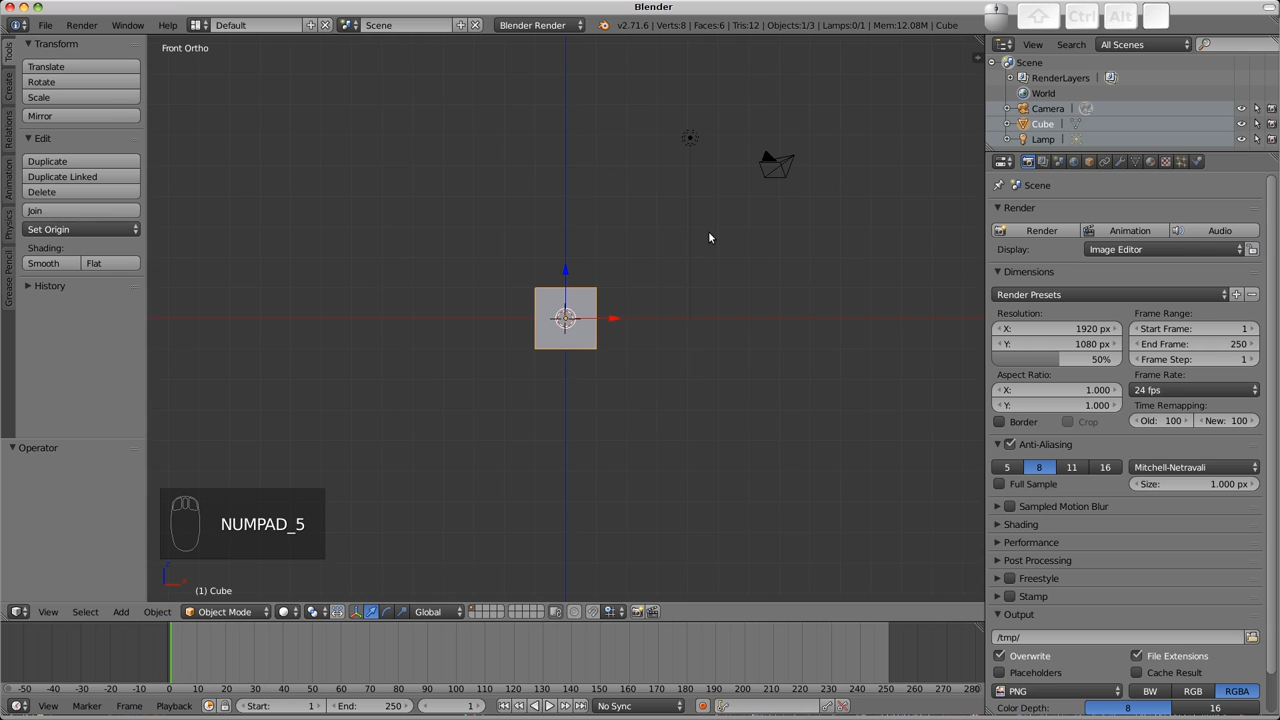 Blender
Ctrl Alt
File Render Window Help Default Scene Blender Render v2.71.6 | Verts:8 | Faces:6 | Tris:12 | Objects:1/3 | Lamps:0/1 | Mem:12.08M | Cube
View Search All Scenes
Tools
Create
Relations
Animation
Physics
Grease Pencil
Transform
Translate
Rotate
Scale
Mirror
Edit
Duplicate
Duplicate Linked
Delete
Join
Set Origin
Shading:
Smooth Flat
History
Operator
Front Ortho
NUMPAD_5
(1) Cube
View Select Add Object Object Mode Global
-50 -40 -30 -20 -10 0 10 20 30 40 50 60 70 80 90 100 110 120 130 140 150 160 170 180 190 200 210 220 230 240 250 260 270 280
View Marker Frame Playback Start: 1 End: 250 1 No Sync
Scene
RenderLayers
World
Camera
Cube
Lamp
Scene
Render
Render Animation Audio
Display: Image Editor
Dimensions
Render Presets
Resolution: Frame Range:
X: 1920 px Start Frame: 1
Y: 1080 px End Frame: 250
50% Frame Step: 1
Aspect Ratio: Frame Rate:
X: 1.000 24 fps
Y: 1.000 Time Remapping:
Border Crop Old: 100 New: 100
Anti-Aliasing
5 8 11 16 Mitchell-Netravali
Full Sample Size: 1.000 px
Sampled Motion Blur
Shading
Performance
Post Processing
Freestyle
Stamp
Output
/tmp/
Overwrite File Extensions
Placeholders Cache Result
PNG BW RGB RGBA
Color Depth: 8 16